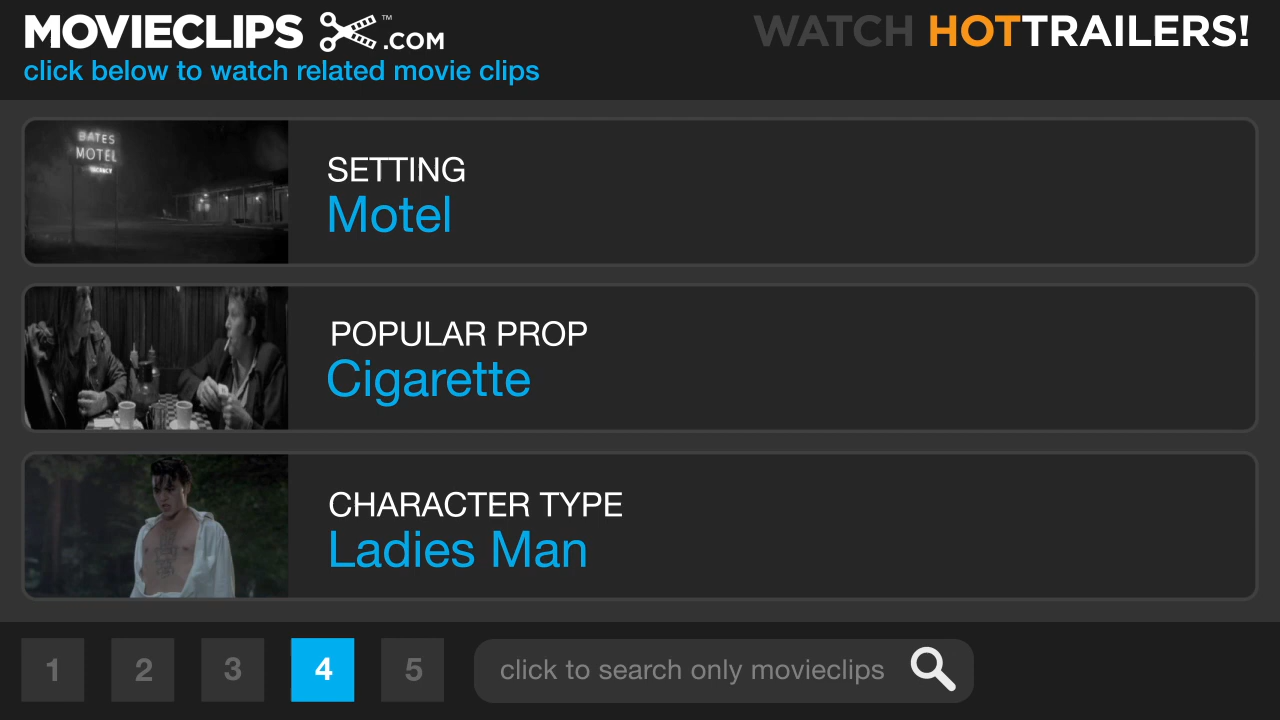 MOVIECLIPS ™ .COM
WATCH HOTTRAILERS!
click below to watch related movie clips
BATES
MOTEL
VACANCY
SETTING
Motel
POPULAR PROP
Cigarette
CHARACTER TYPE
Ladies Man
1 2 3 4 5
click to search only movieclips